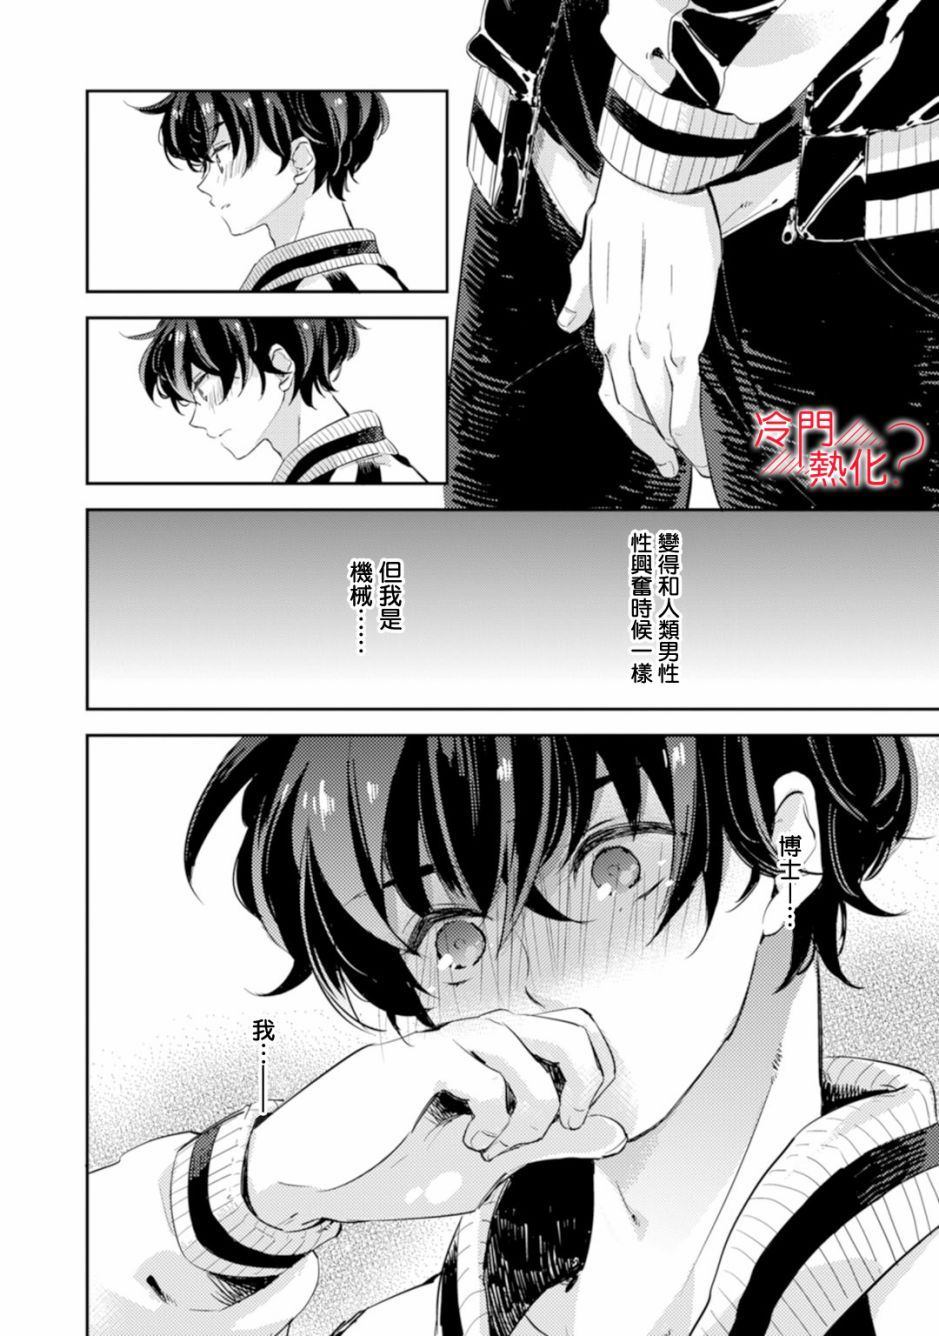 冷門
熱化?
變得和人類男性
性興奮時候一樣
但我是
機械……
博士—…
我…——